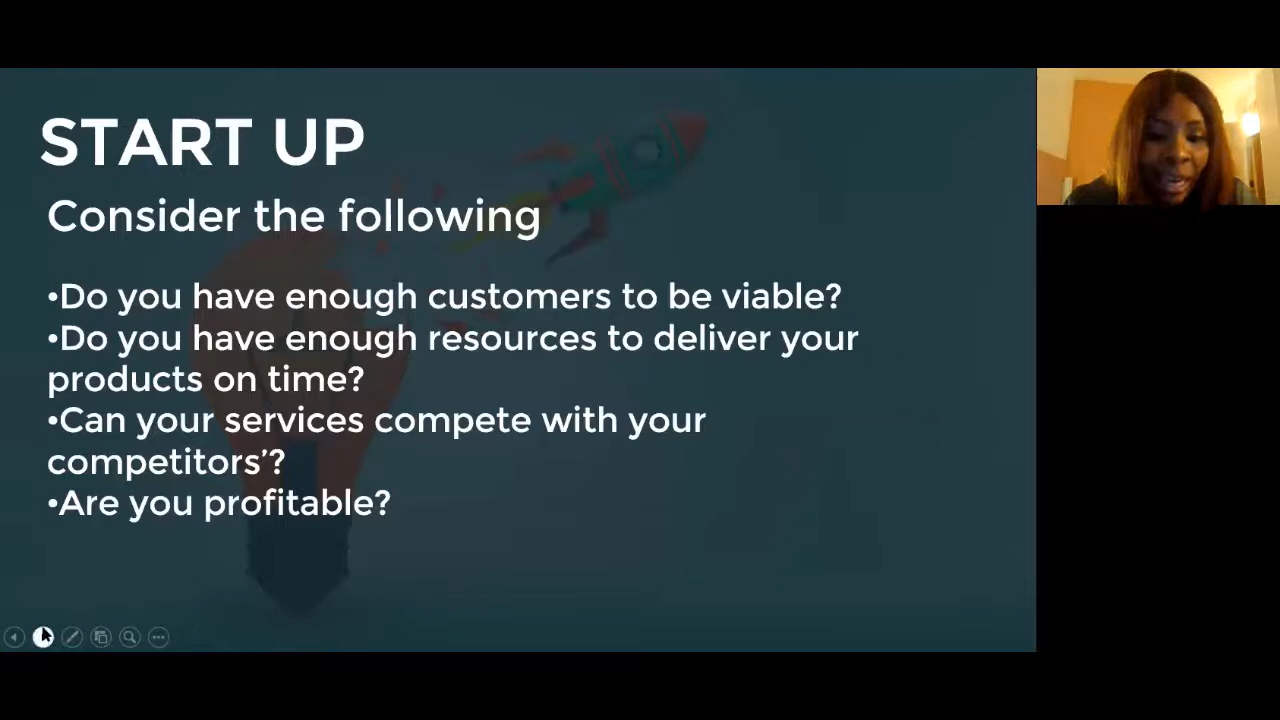 START UP
Consider the following
•Do you have enough customers to be viable?
•Do you have enough resources to deliver your
products on time?
•Can your services compete with your
competitors’?
•Are you profitable?